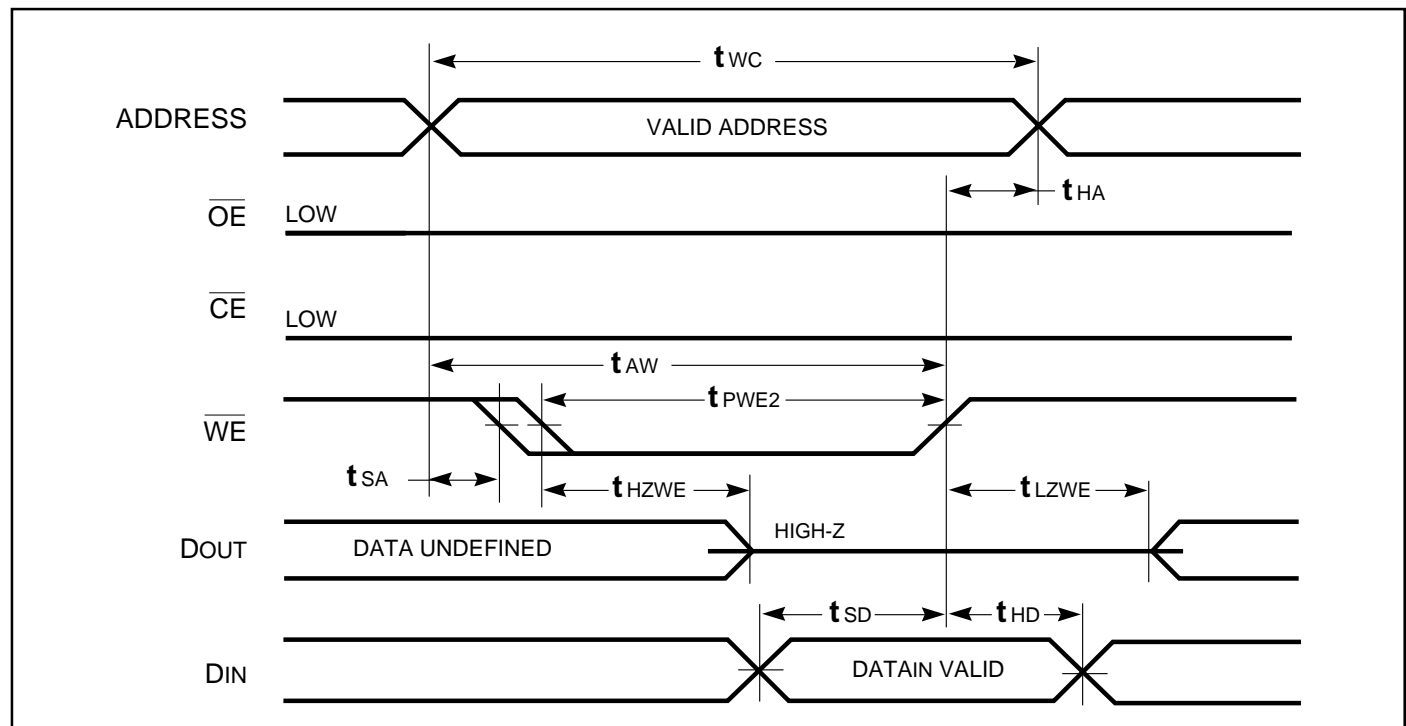 tWC
ADDRESS
VALID ADDRESS
tHA
OE
LOW
CE
LOW
tAW
tPWE2
WE
tSA
tHZWE
tLZWE
DOUT
DATA UNDEFINED
HIGH-Z
tSD
tHD
DIN
DATAIN VALID